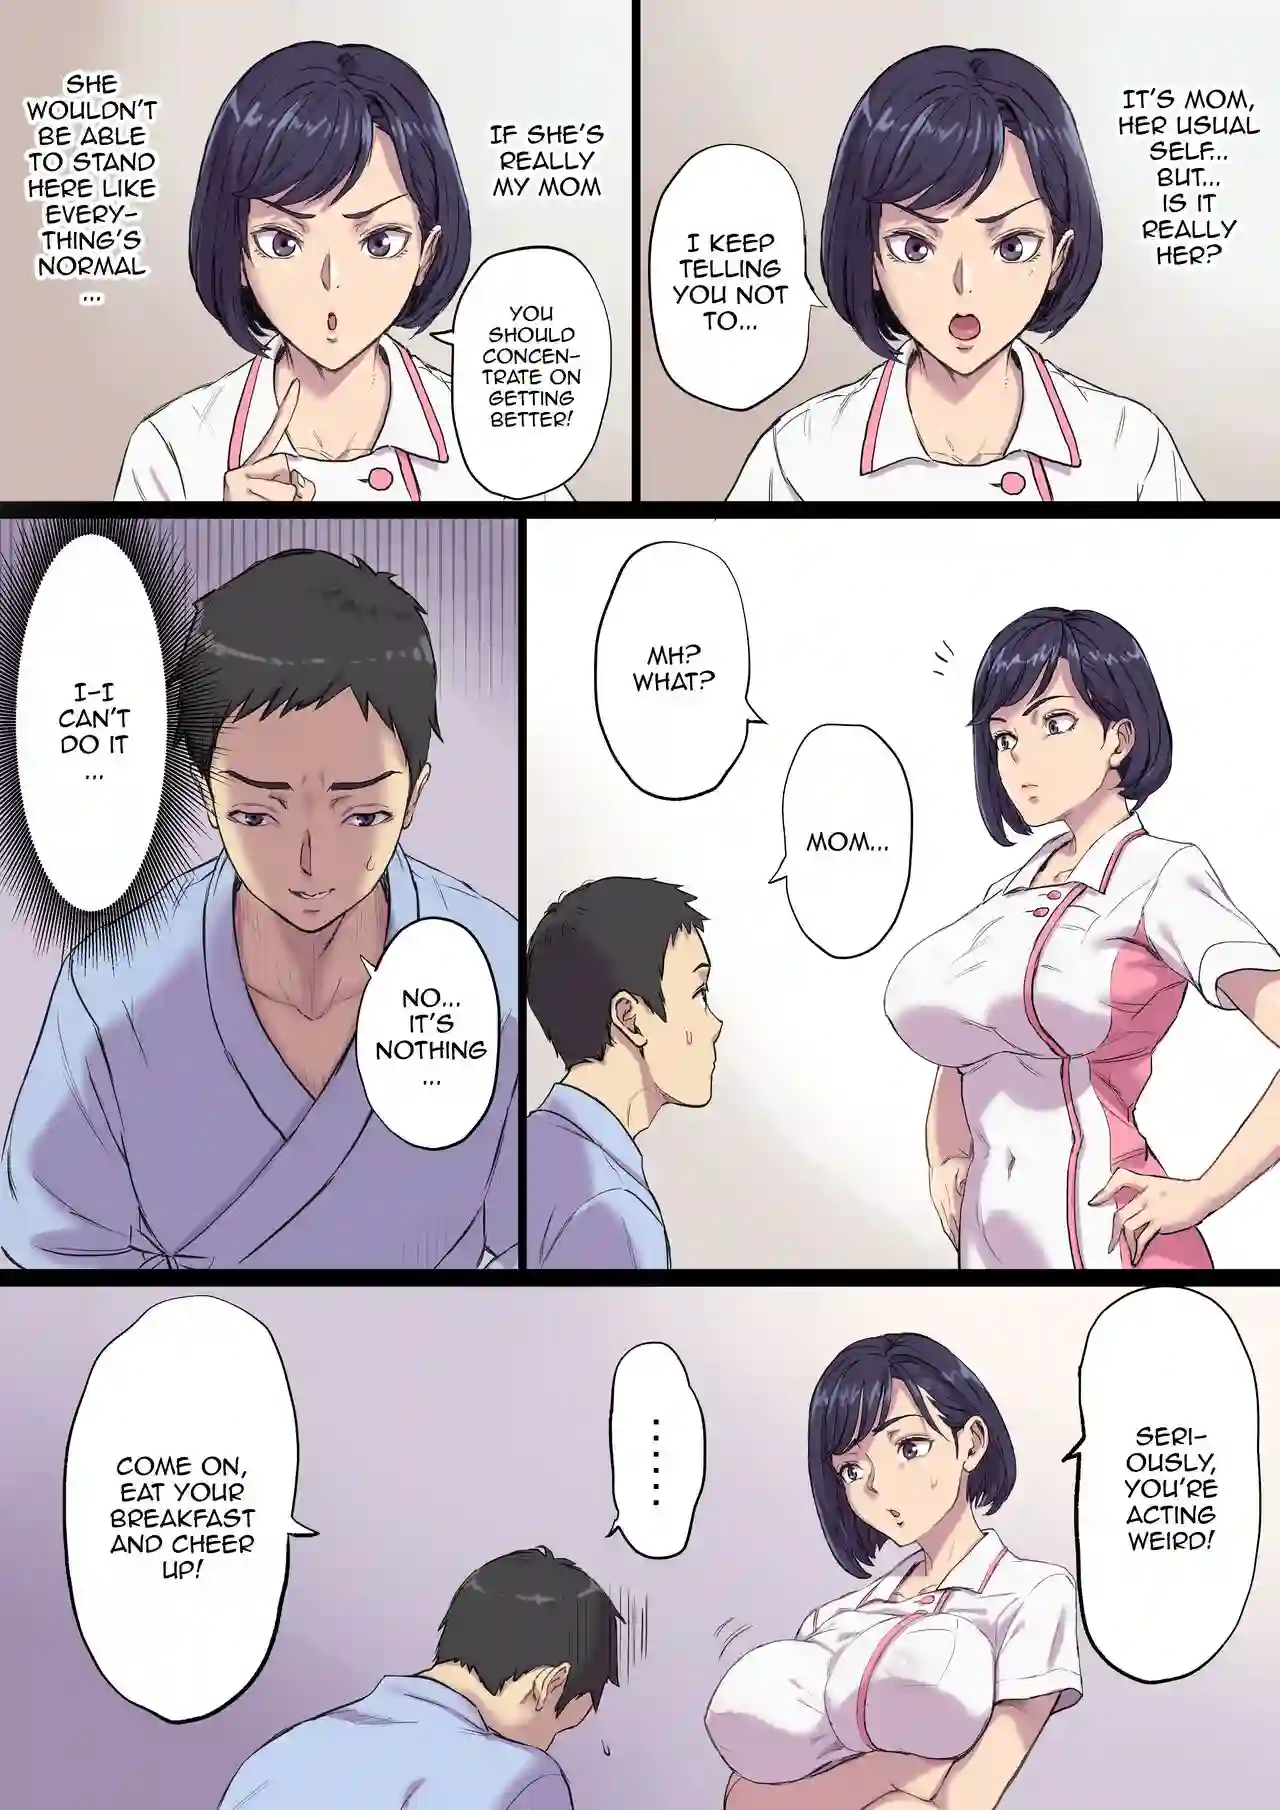 IT'S MOM,
HER USUAL
SELF...
BUT...
IS IT
REALLY
HER?
I KEEP
TELLING
YOU NOT
TO...
IF SHE'S
REALLY
MY MOM
YOU
SHOULD
CONCEN-
TRATE ON
GETTING
BETTER!
SHE
WOULDN'T
BE ABLE
TO STAND
HERE LIKE
EVERY-
THING'S
NORMAL
...
MH?
WHAT?
MOM...
I-I
CAN'T
DO IT
...
NO...
IT'S
NOTHING
...
SERI-
OUSLY,
YOU'RE
ACTING
WEIRD!
.....
COME ON,
EAT YOUR
BREAKFAST
AND CHEER
UP!